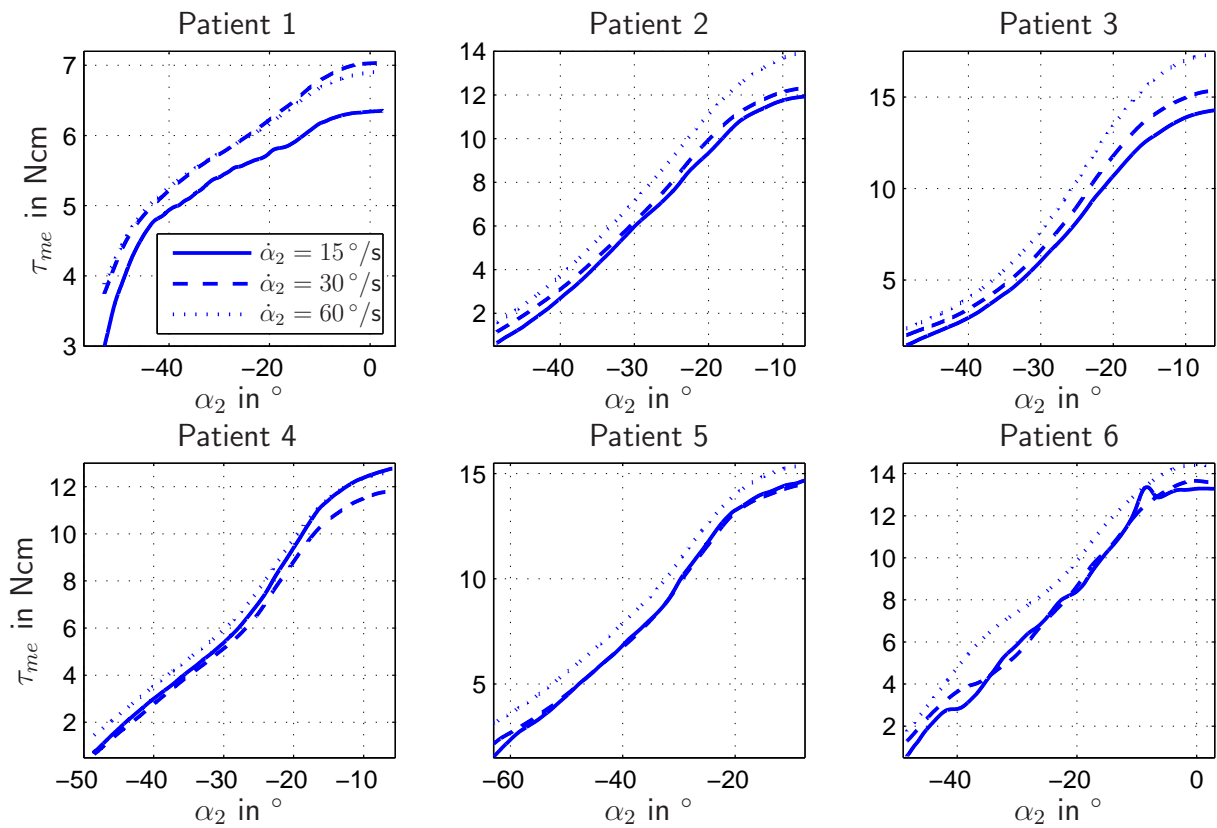 Patient 1
7
6
5
4
3
−40 −20 0
τme in Ncm
α2 in °
α̇2 = 15 °/s
α̇2 = 30 °/s
α̇2 = 60 °/s
Patient 2
14
12
10
8
6
4
2
−40 −30 −20 −10
α2 in °
Patient 3
15
10
5
−40 −30 −20 −10
α2 in °
Patient 4
12
10
8
6
4
2
−50 −40 −30 −20 −10
τme in Ncm
α2 in °
Patient 5
15
10
5
−60 −40 −20
α2 in °
Patient 6
14
12
10
8
6
4
2
−40 −20 0
α2 in °